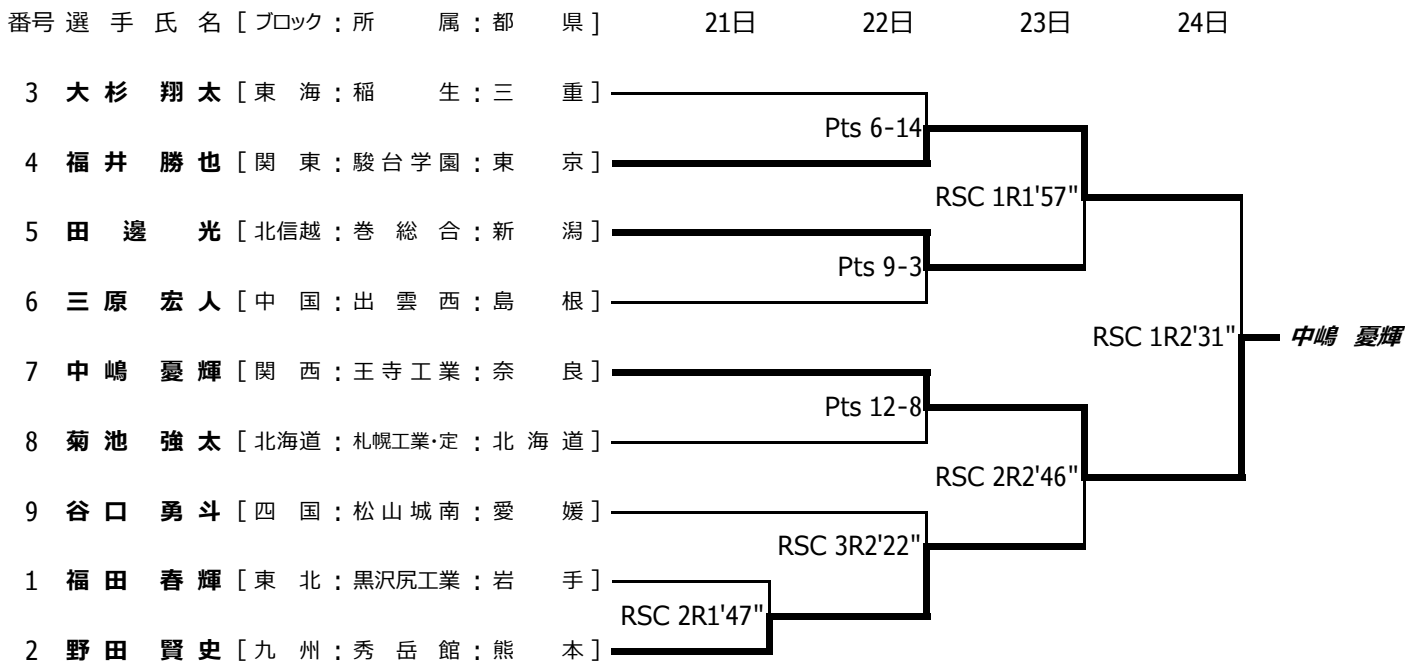 番号 選手氏名 [ ブロック : 所属 : 都県 ] 21日 22日 23日 24日
3 大杉 翔太 [ 東海 : 稲生 : 三重 ]
Pts 6-14
4 福井 勝也 [ 関東 : 駿台学園 : 東京 ]
RSC 1R1'57"
5 田邊 光 [ 北信越 : 巻総合 : 新潟 ]
Pts 9-3
6 三原 宏人 [ 中国 : 出雲西 : 島根 ]
RSC 1R2'31" 中嶋 憂輝
7 中嶋 憂輝 [ 関西 : 王寺工業 : 奈良 ]
Pts 12-8
8 菊池 強太 [ 北海道 : 札幌工業・定 : 北海道 ]
RSC 2R2'46"
9 谷口 勇斗 [ 四国 : 松山城南 : 愛媛 ]
RSC 3R2'22"
1 福田 春輝 [ 東北 : 黒沢尻工業 : 岩手 ]
RSC 2R1'47"
2 野田 賢史 [ 九州 : 秀岳館 : 熊本 ]